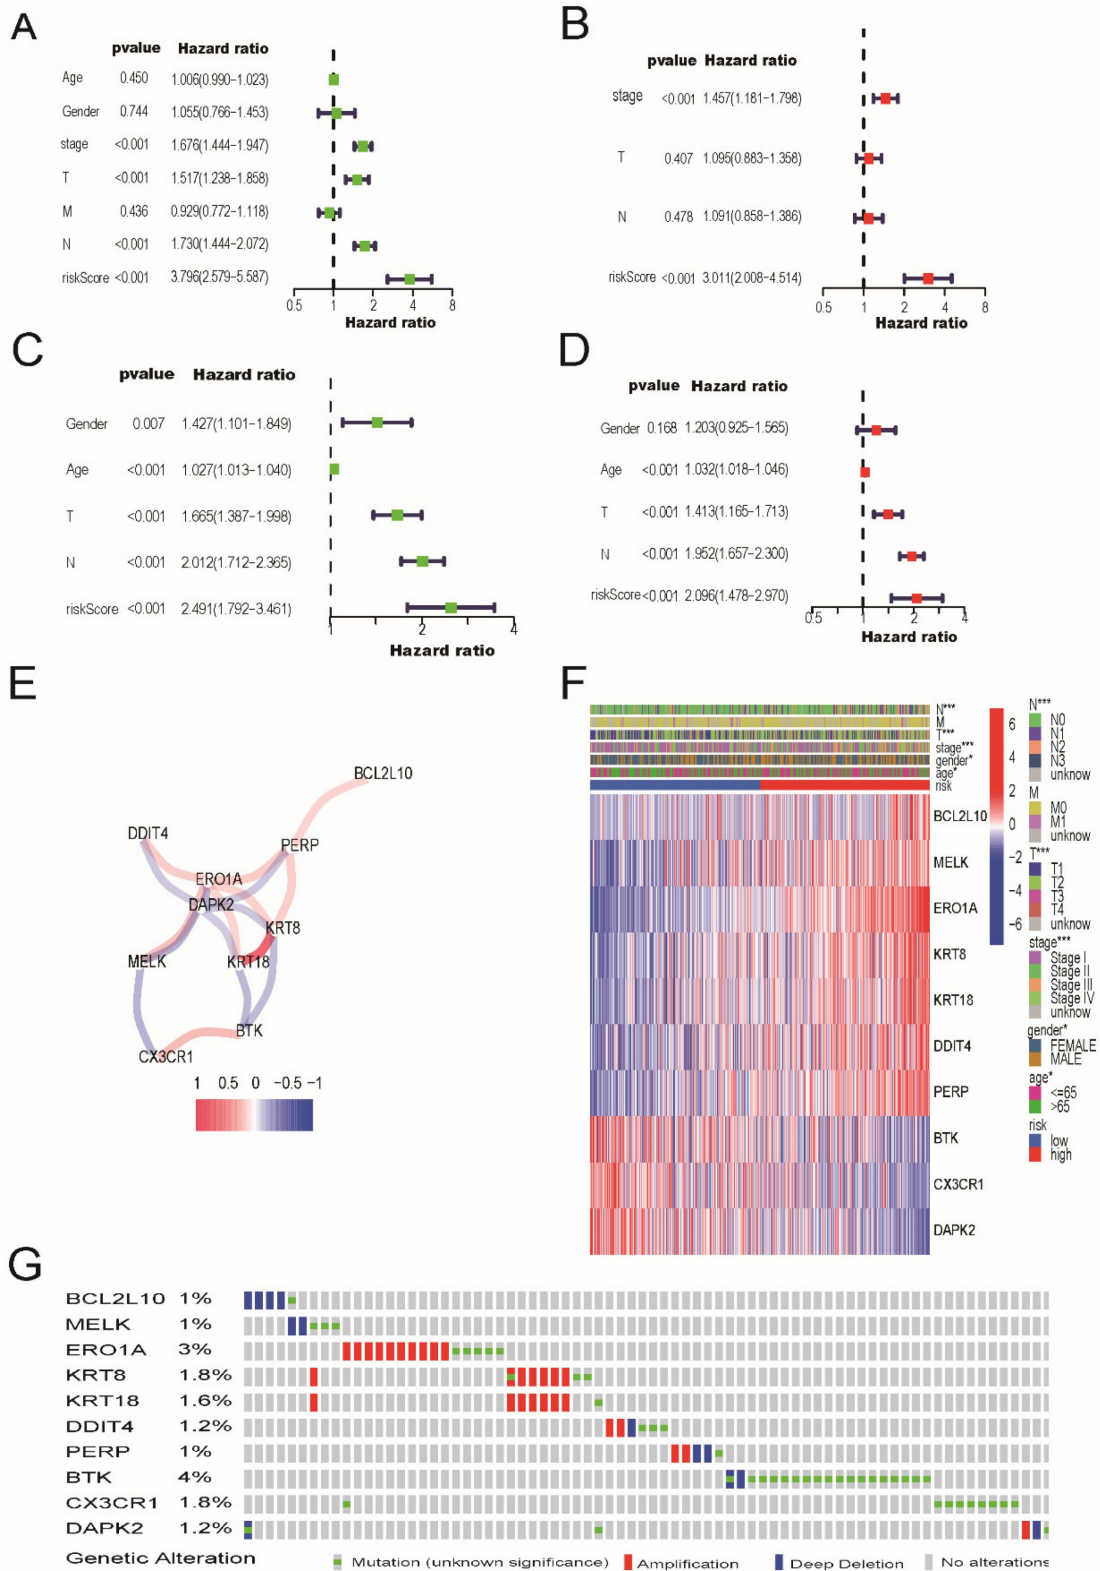 A
pvalue Hazard ratio
Age 0.450 1.006(0.990−1.023)
Gender 0.744 1.055(0.766−1.453)
stage <0.001 1.676(1.444−1.947)
T <0.001 1.517(1.238−1.858)
M 0.436 0.929(0.772−1.118)
N <0.001 1.730(1.444−2.072)
riskScore <0.001 3.796(2.579−5.587)
0.5 1 2 4 8
Hazard ratio
B
pvalue Hazard ratio
stage <0.001 1.457(1.181−1.798)
T 0.407 1.095(0.883−1.358)
N 0.478 1.091(0.858−1.386)
riskScore <0.001 3.011(2.008−4.514)
0.5 1 2 4 8
Hazard ratio
C
pvalue Hazard ratio
Gender 0.007 1.427(1.101−1.849)
Age <0.001 1.027(1.013−1.040)
T <0.001 1.665(1.387−1.998)
N <0.001 2.012(1.712−2.365)
riskScore <0.001 2.491(1.792−3.461)
1 2 4
Hazard ratio
D
pvalue Hazard ratio
Gender 0.168 1.203(0.925−1.565)
Age <0.001 1.032(1.018−1.046)
T <0.001 1.413(1.165−1.713)
N <0.001 1.952(1.657−2.300)
riskScore <0.001 2.096(1.478−2.970)
0.5 1 2 4
Hazard ratio
E
BCL2L10
DDIT4
PERP
ERO1A
DAPK2
KRT8
MELK
KRT18
BTK
CX3CR1
1 0.5 0 −0.5 −1
F
N***
M
T***
stage***
gender*
age*
risk
BCL2L10
MELK
ERO1A
KRT8
KRT18
DDIT4
PERP
BTK
CX3CR1
DAPK2
6
4
2
0
−2
−4
−6
N***
N0
N1
N2
N3
unknow
M
M0
M1
unknow
T***
T1
T2
T3
T4
unknow
stage***
Stage I
Stage II
Stage III
Stage IV
unknow
gender*
FEMALE
MALE
age*
<=65
>65
risk
low
high
G
BCL2L10 1%
MELK 1%
ERO1A 3%
KRT8 1.8%
KRT18 1.6%
DDIT4 1.2%
PERP 1%
BTK 4%
CX3CR1 1.8%
DAPK2 1.2%
Genetic Alteration Mutation (unknown significance) Amplification Deep Deletion No alterations